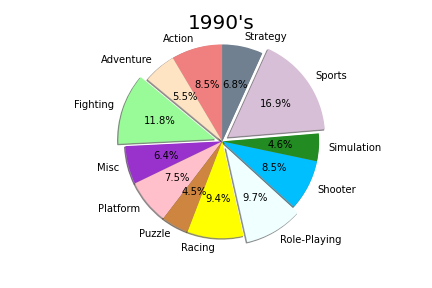 1990's
Strategy
Action
Adventure
Sports
6.8%
8.5%
5.5%
16.9%
Fighting
11.8%
4.6%
Simulation
6.4%
Misc
8.5%
7.5%
Shooter
4.5%
9.4%
9.7%
Platform
Puzzle
Role-Playing
Racing